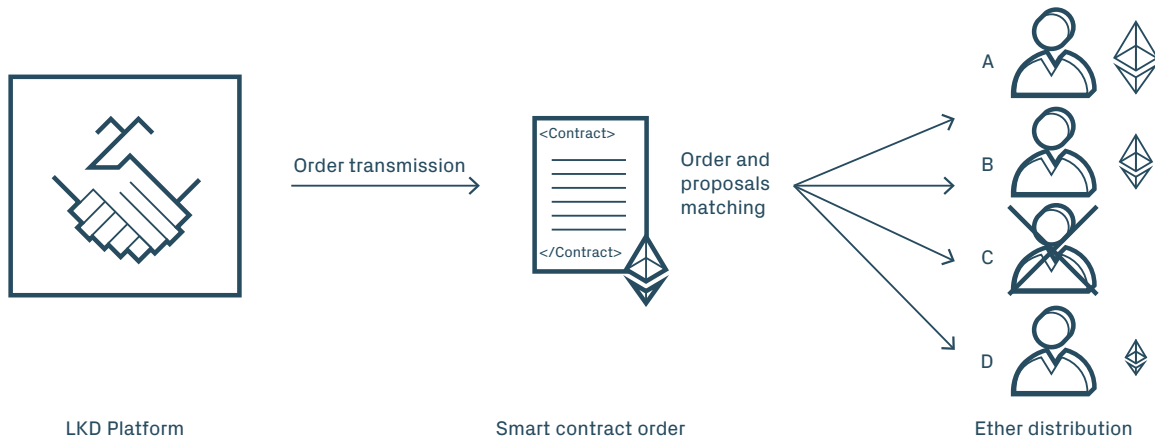 Order transmission
<Contract>
</Contract>
Order and
proposals
matching
A
B
C
D
LKD Platform
Smart contract order
Ether distribution